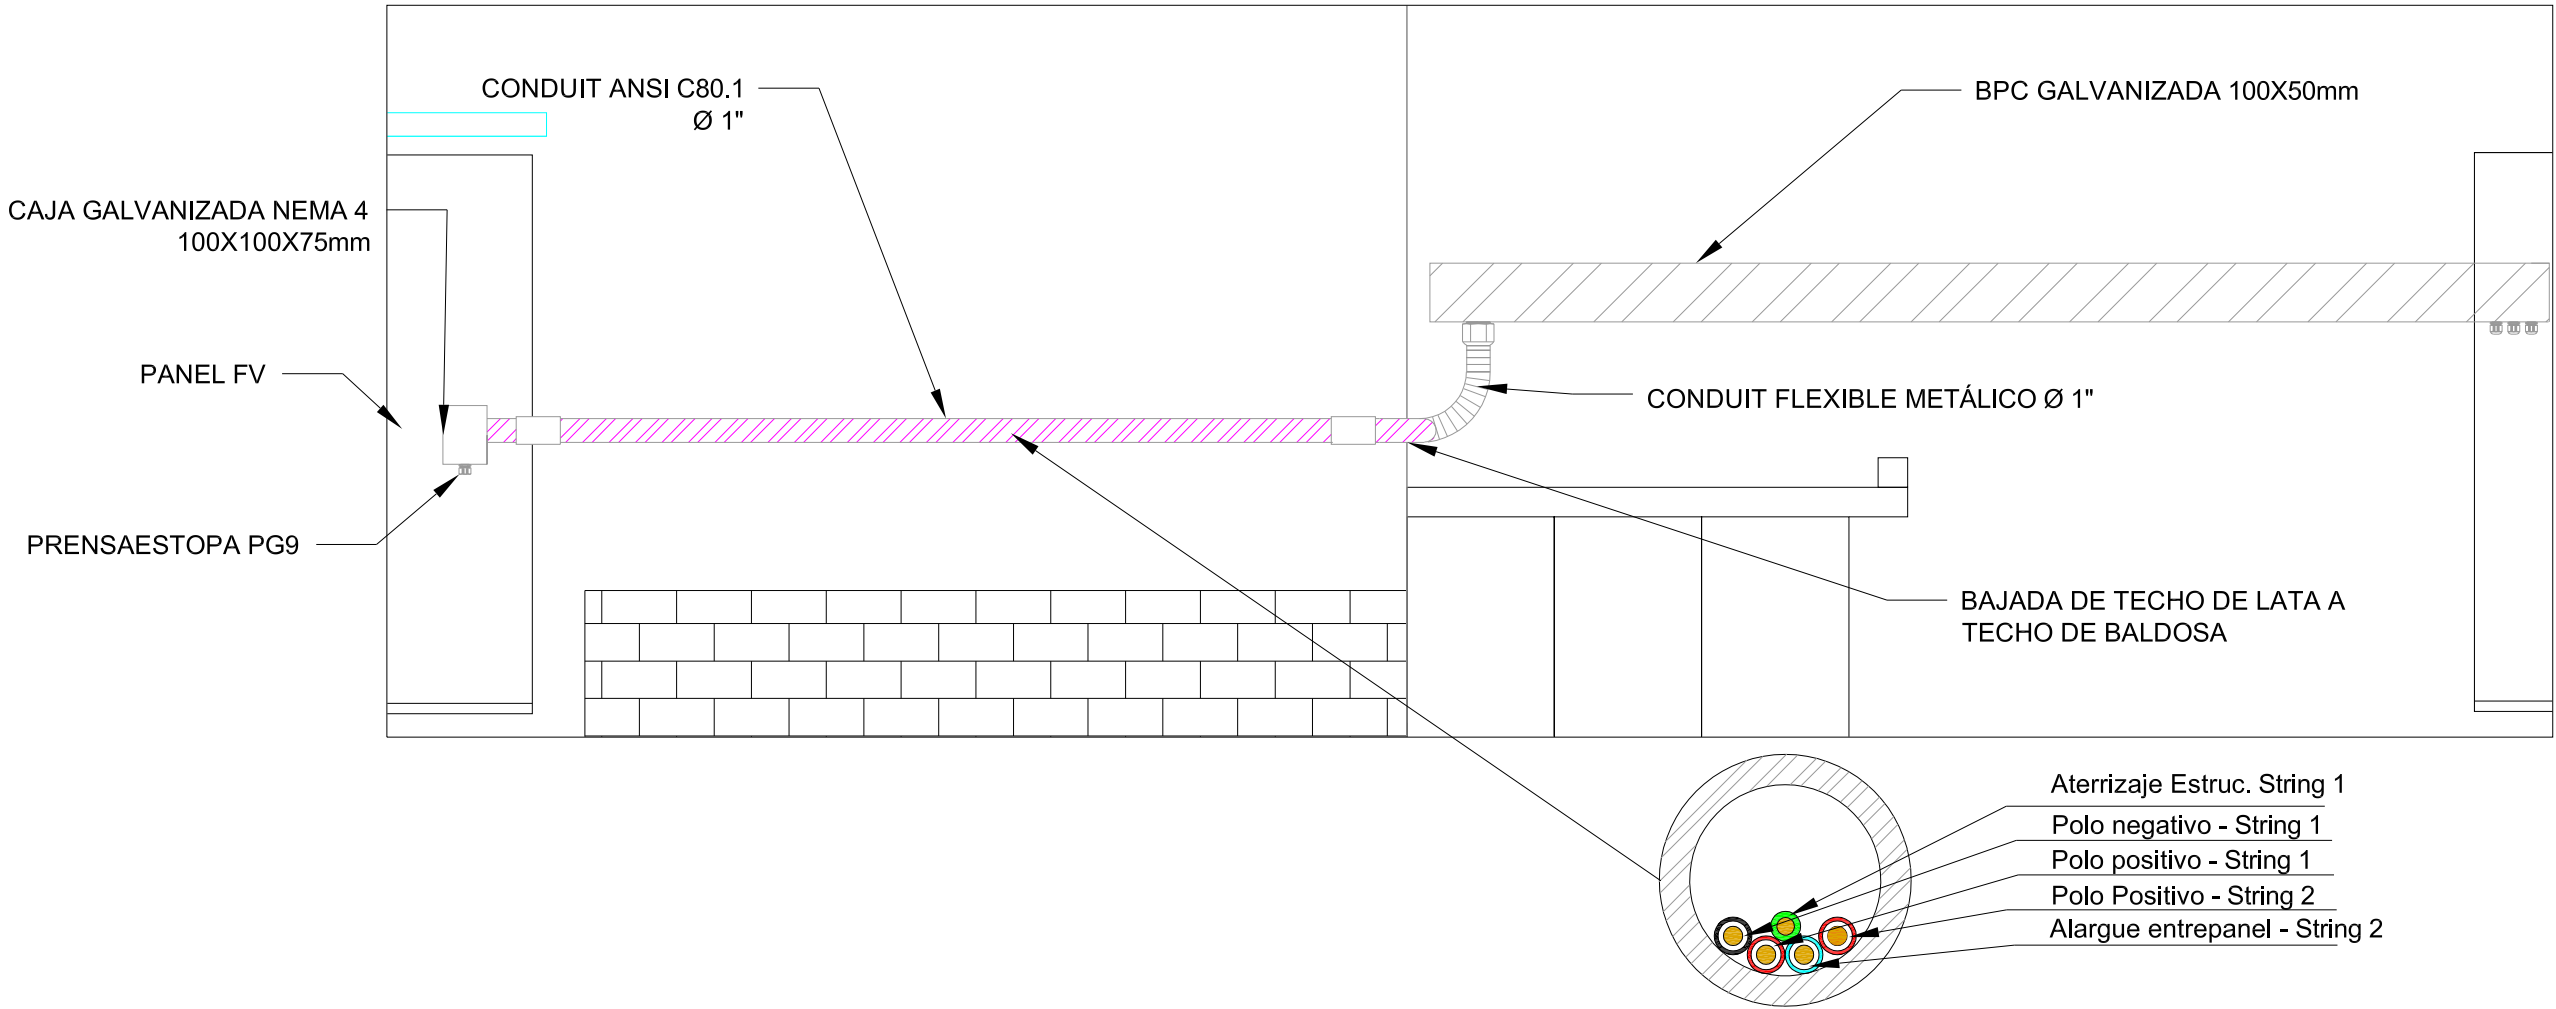 CONDUIT ANSI C80.1
Ø 1"
BPC GALVANIZADA 100X50mm
CAJA GALVANIZADA NEMA 4
100X100X75mm
PANEL FV
CONDUIT FLEXIBLE METÁLICO Ø 1"
PRENSAESTOPA PG9
BAJADA DE TECHO DE LATA A
TECHO DE BALDOSA
Aterrizaje Estruc. String 1
Polo negativo - String 1
Polo positivo - String 1
Polo Positivo - String 2
Alargue entrepanel - String 2